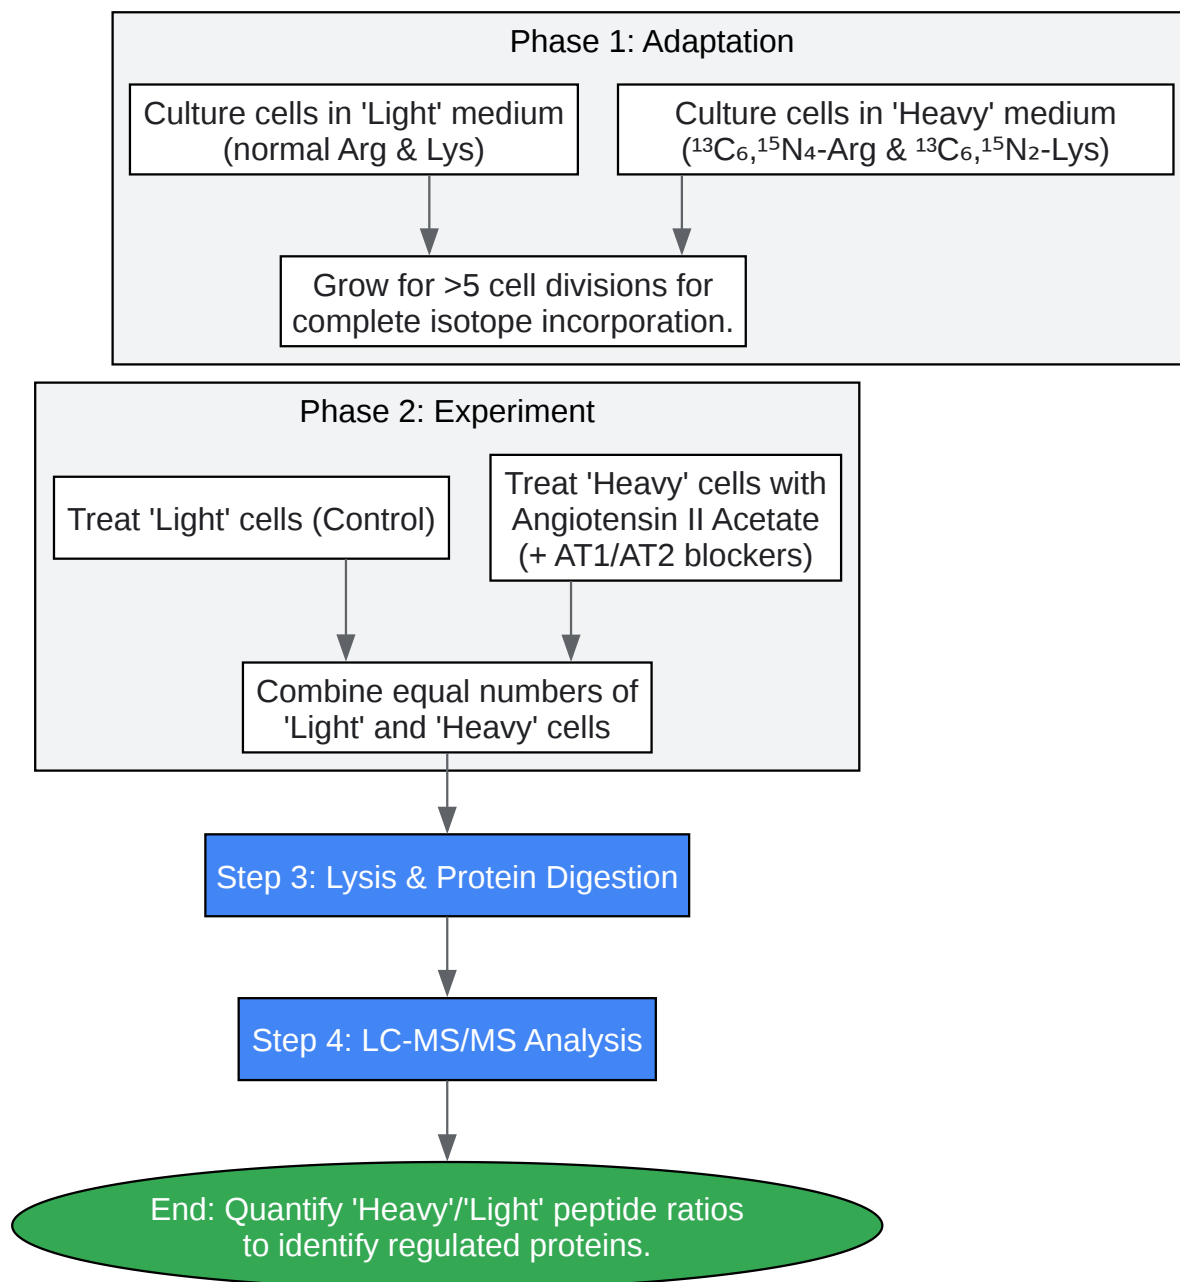 Phase 1: Adaptation
Culture cells in 'Light' medium
(normal Arg & Lys)
Culture cells in 'Heavy' medium
(¹³C₆,¹⁵N₄-Arg & ¹³C₆,¹⁵N₂-Lys)
Grow for >5 cell divisions for
complete isotope incorporation.
Phase 2: Experiment
Treat 'Light' cells (Control)
Treat 'Heavy' cells with
Angiotensin II Acetate
(+ AT1/AT2 blockers)
Combine equal numbers of
'Light' and 'Heavy' cells
Step 3: Lysis & Protein Digestion
Step 4: LC-MS/MS Analysis
End: Quantify 'Heavy'/'Light' peptide ratios
to identify regulated proteins.